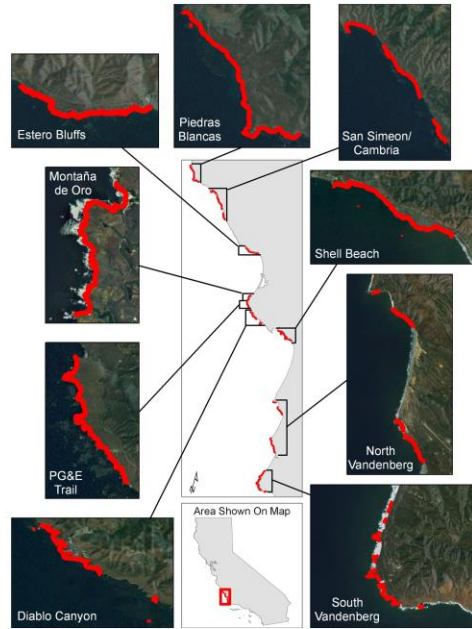 Estero Bluffs
Piedras
Blancas
San Simeon/
Cambria
Montaña
de Oro
Shell Beach
PG&E
Trail
North
Vandenberg
Diablo Canyon
Area Shown On Map
South
Vandenberg